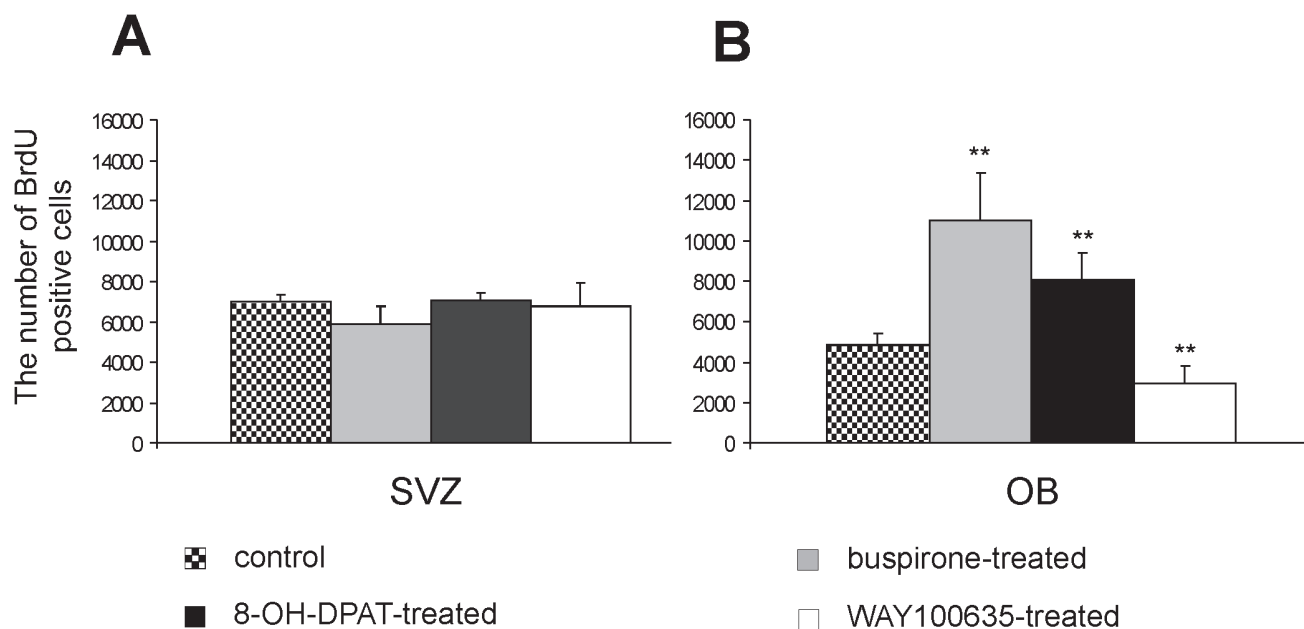 A
B
The number of BrdU
positive cells
16000
14000
12000
10000
8000
6000
4000
2000
0
SVZ
16000
14000
12000
10000
8000
6000
4000
2000
0
**
**
**
OB
control
buspirone-treated
8-OH-DPAT-treated
WAY100635-treated